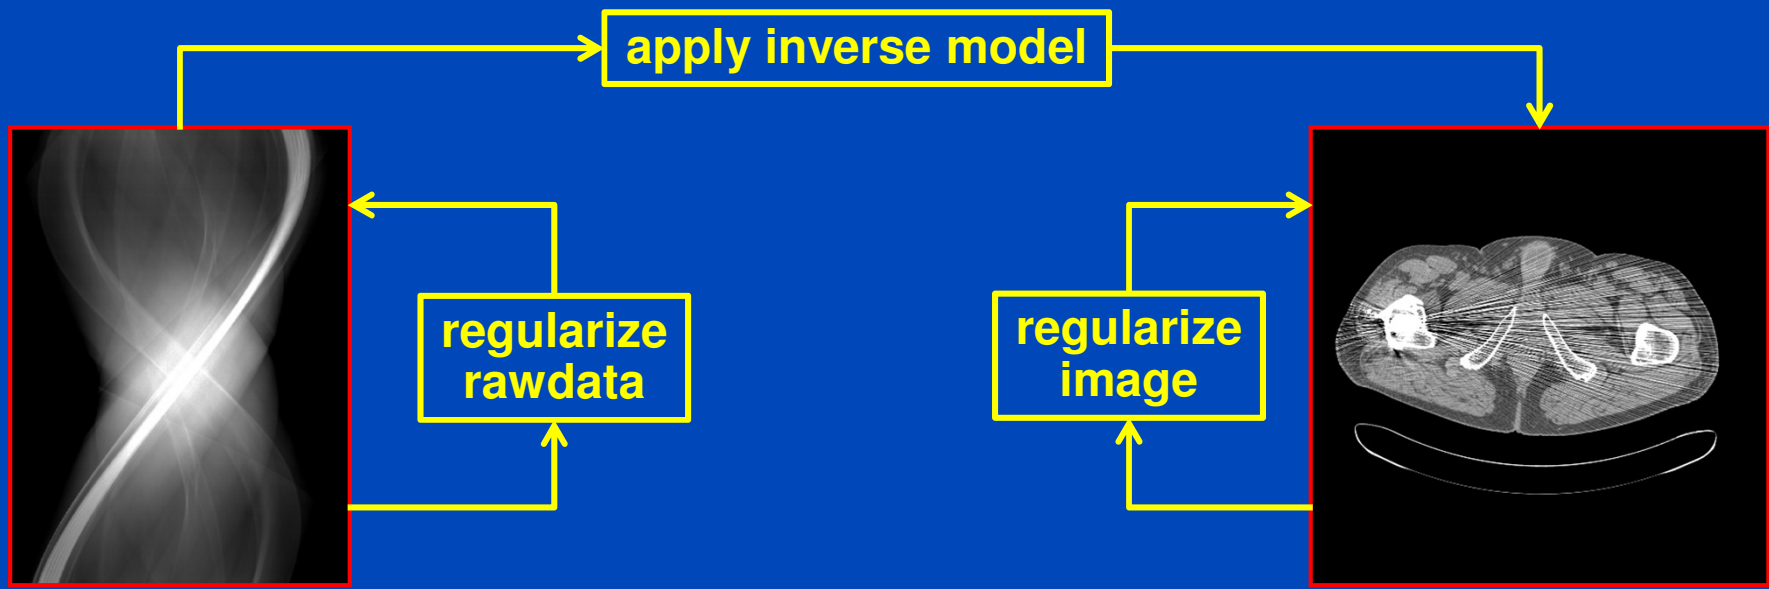 apply inverse model
regularize
rawdata
regularize
image